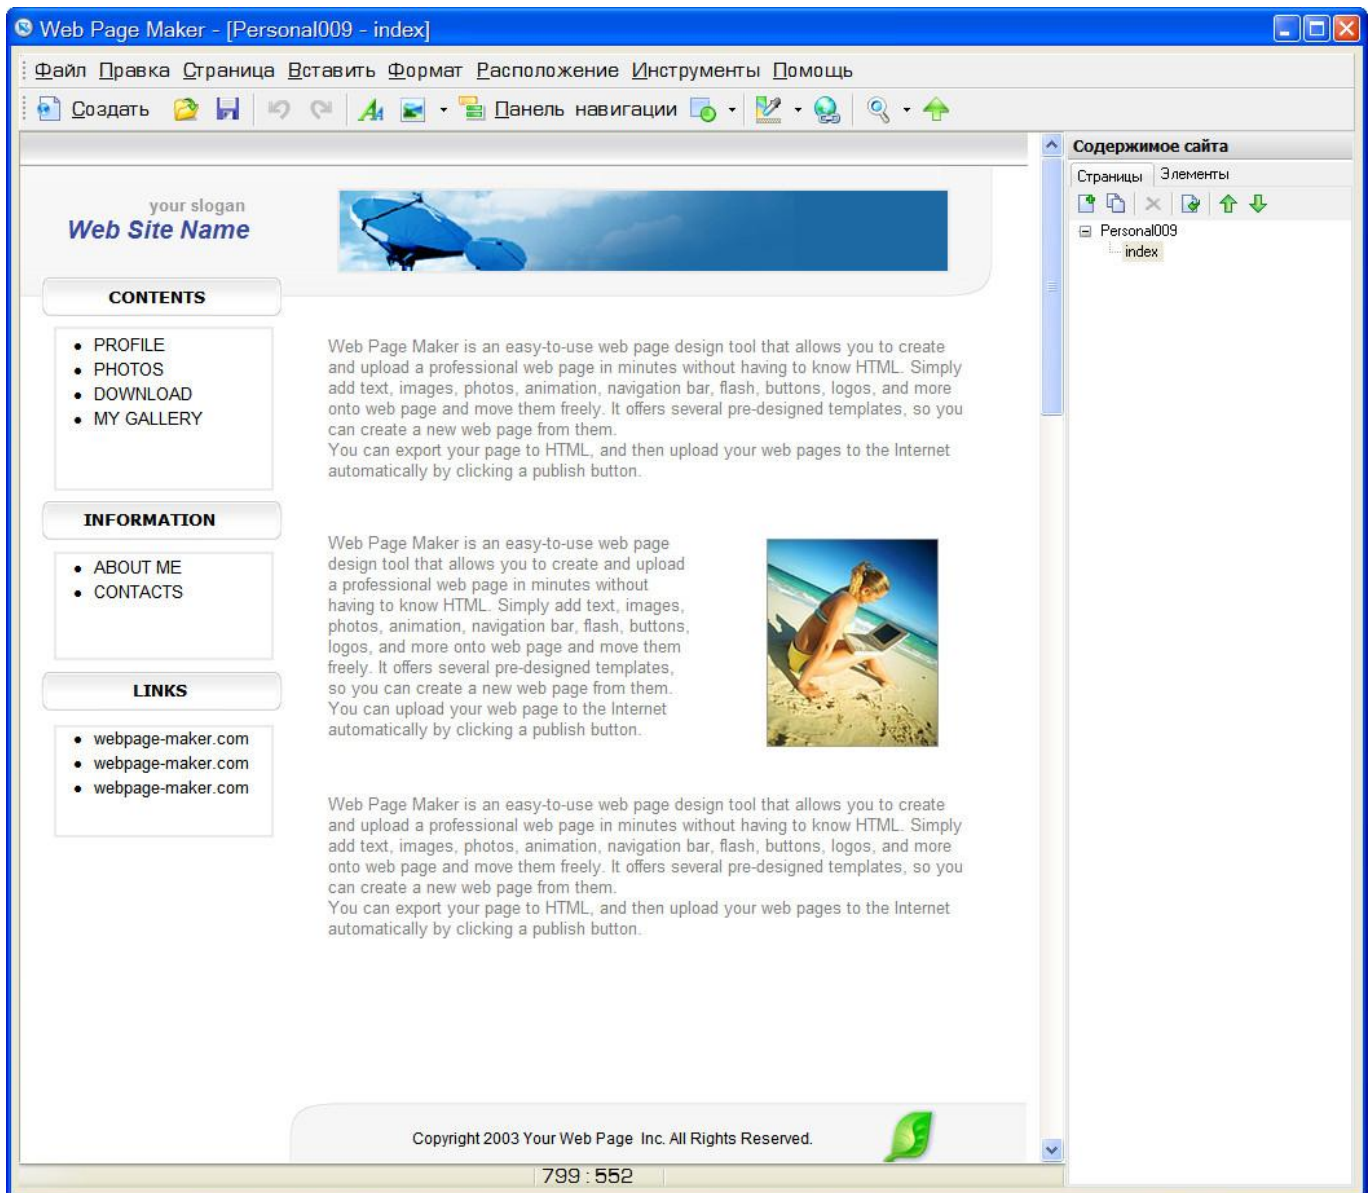 Web Page Maker - [Personal009 - index]
Файл Правка Страница Вставить Формат Расположение Инструменты Помощь
Создать Панель навигации
Содержимое сайта
Страницы Элементы
Personal009
index
your slogan
Web Site Name
CONTENTS
PROFILE
PHOTOS
DOWNLOAD
MY GALLERY
INFORMATION
ABOUT ME
CONTACTS
LINKS
webpage-maker.com
webpage-maker.com
webpage-maker.com
Web Page Maker is an easy-to-use web page design tool that allows you to create
and upload a professional web page in minutes without having to know HTML. Simply
add text, images, photos, animation, navigation bar, flash, buttons, logos, and more
onto web page and move them freely. It offers several pre-designed templates, so you
can create a new web page from them.
You can export your page to HTML, and then upload your web pages to the Internet
automatically by clicking a publish button.
Web Page Maker is an easy-to-use web page
design tool that allows you to create and upload
a professional web page in minutes without
having to know HTML. Simply add text, images,
photos, animation, navigation bar, flash, buttons,
logos, and more onto web page and move them
freely. It offers several pre-designed templates,
so you can create a new web page from them.
You can upload your web page to the Internet
automatically by clicking a publish button.
Web Page Maker is an easy-to-use web page design tool that allows you to create
and upload a professional web page in minutes without having to know HTML. Simply
add text, images, photos, animation, navigation bar, flash, buttons, logos, and more
onto web page and move them freely. It offers several pre-designed templates, so you
can create a new web page from them.
You can export your page to HTML, and then upload your web pages to the Internet
automatically by clicking a publish button.
Copyright 2003 Your Web Page Inc. All Rights Reserved.
799 : 552